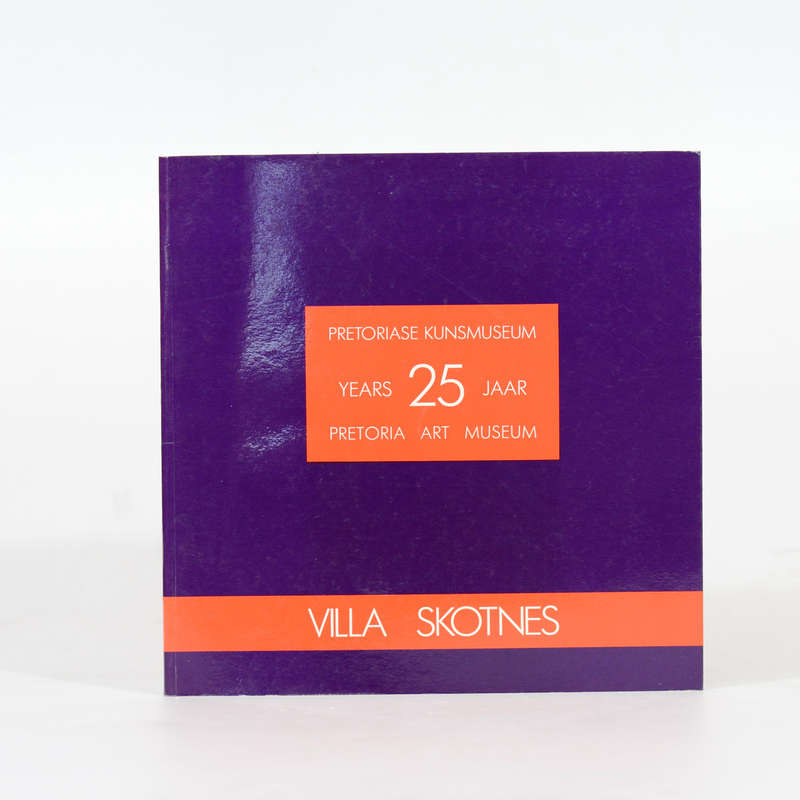 PRETORIASE KUNSMUSEUM
YEARS 25 JAAR
PRETORIA ART MUSEUM
VILLA SKOTNES